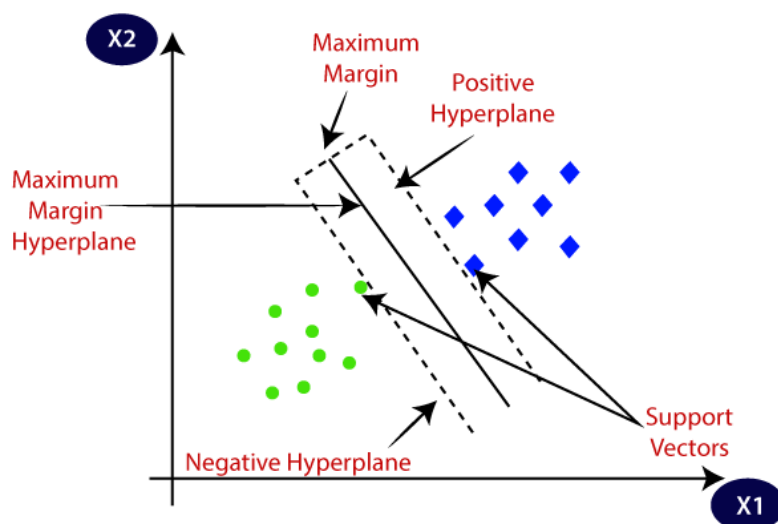 X2
Maximum
Margin
Positive
Hyperplane
Maximum
Margin
Hyperplane
Support
Vectors
Negative Hyperplane
X1